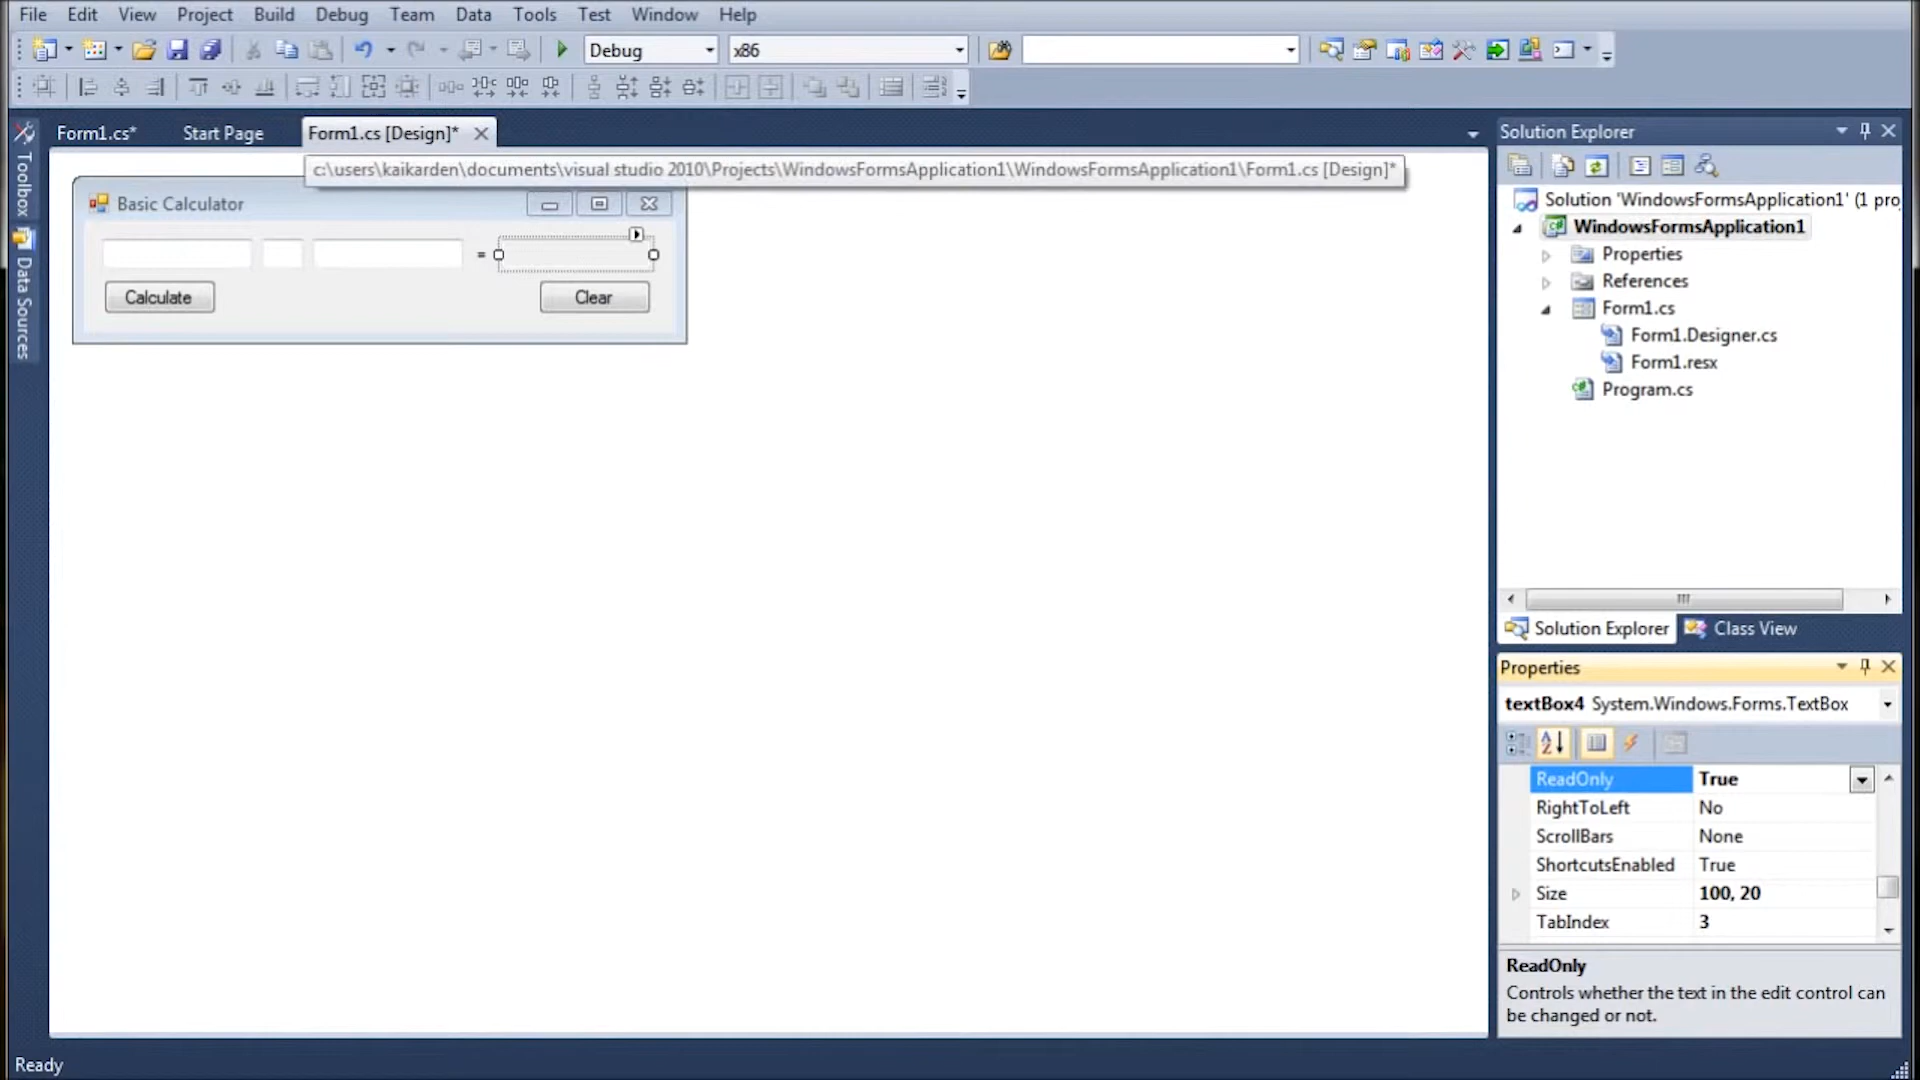 File Edit View Project Build Debug Team Data Tools Test Window Help
Debug x86
Form1.cs* Start Page Form1.cs [Design]*
c:\users\kaikarden\documents\visual studio 2010\Projects\WindowsFormsApplication1\WindowsFormsApplication1\Form1.cs [Design]*
Toolbox
Data Sources
Basic Calculator
=
Calculate Clear
Solution Explorer
Solution 'WindowsFormsApplication1' (1 pro
WindowsFormsApplication1
Properties
References
Form1.cs
Form1.Designer.cs
Form1.resx
Program.cs
Solution Explorer Class View
Properties
textBox4 System.Windows.Forms.TextBox
ReadOnly True
RightToLeft No
ScrollBars None
ShortcutsEnabled True
Size 100, 20
TabIndex 3
ReadOnly
Controls whether the text in the edit control can
be changed or not.
Ready